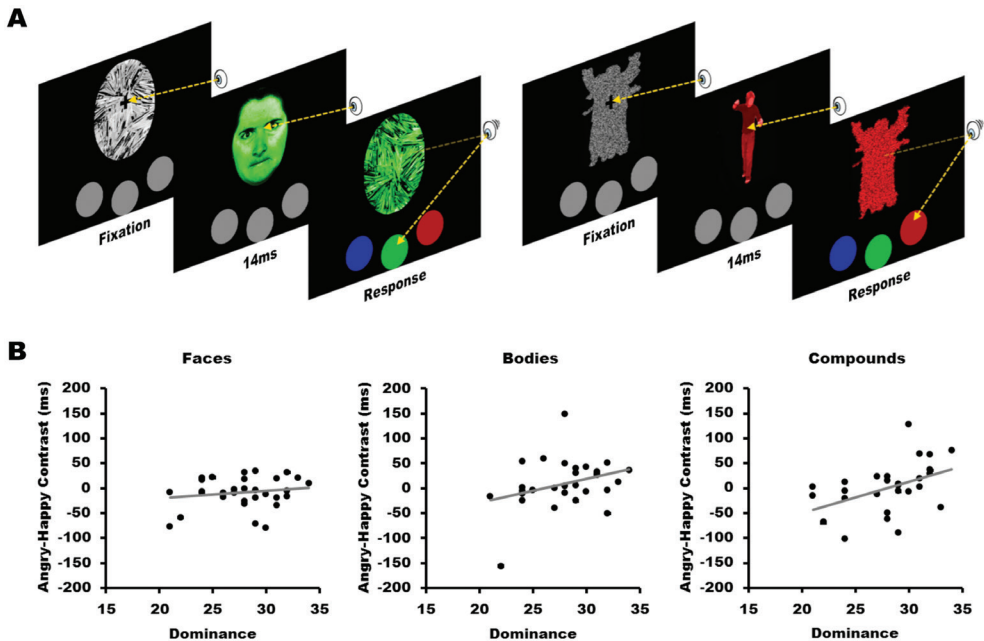 A
Fixation
14ms
Response
Fixation
14ms
Response
B
Faces
Angry-Happy Contrast (ms)
200
150
100
50
0
-50
-100
-150
-200
15
20
25
30
35
Dominance
Bodies
Angry-Happy Contrast (ms)
200
150
100
50
0
-50
-100
-150
-200
15
20
25
30
35
Dominance
Compounds
Angry-Happy Contrast (ms)
200
150
100
50
0
-50
-100
-150
-200
15
20
25
30
35
Dominance